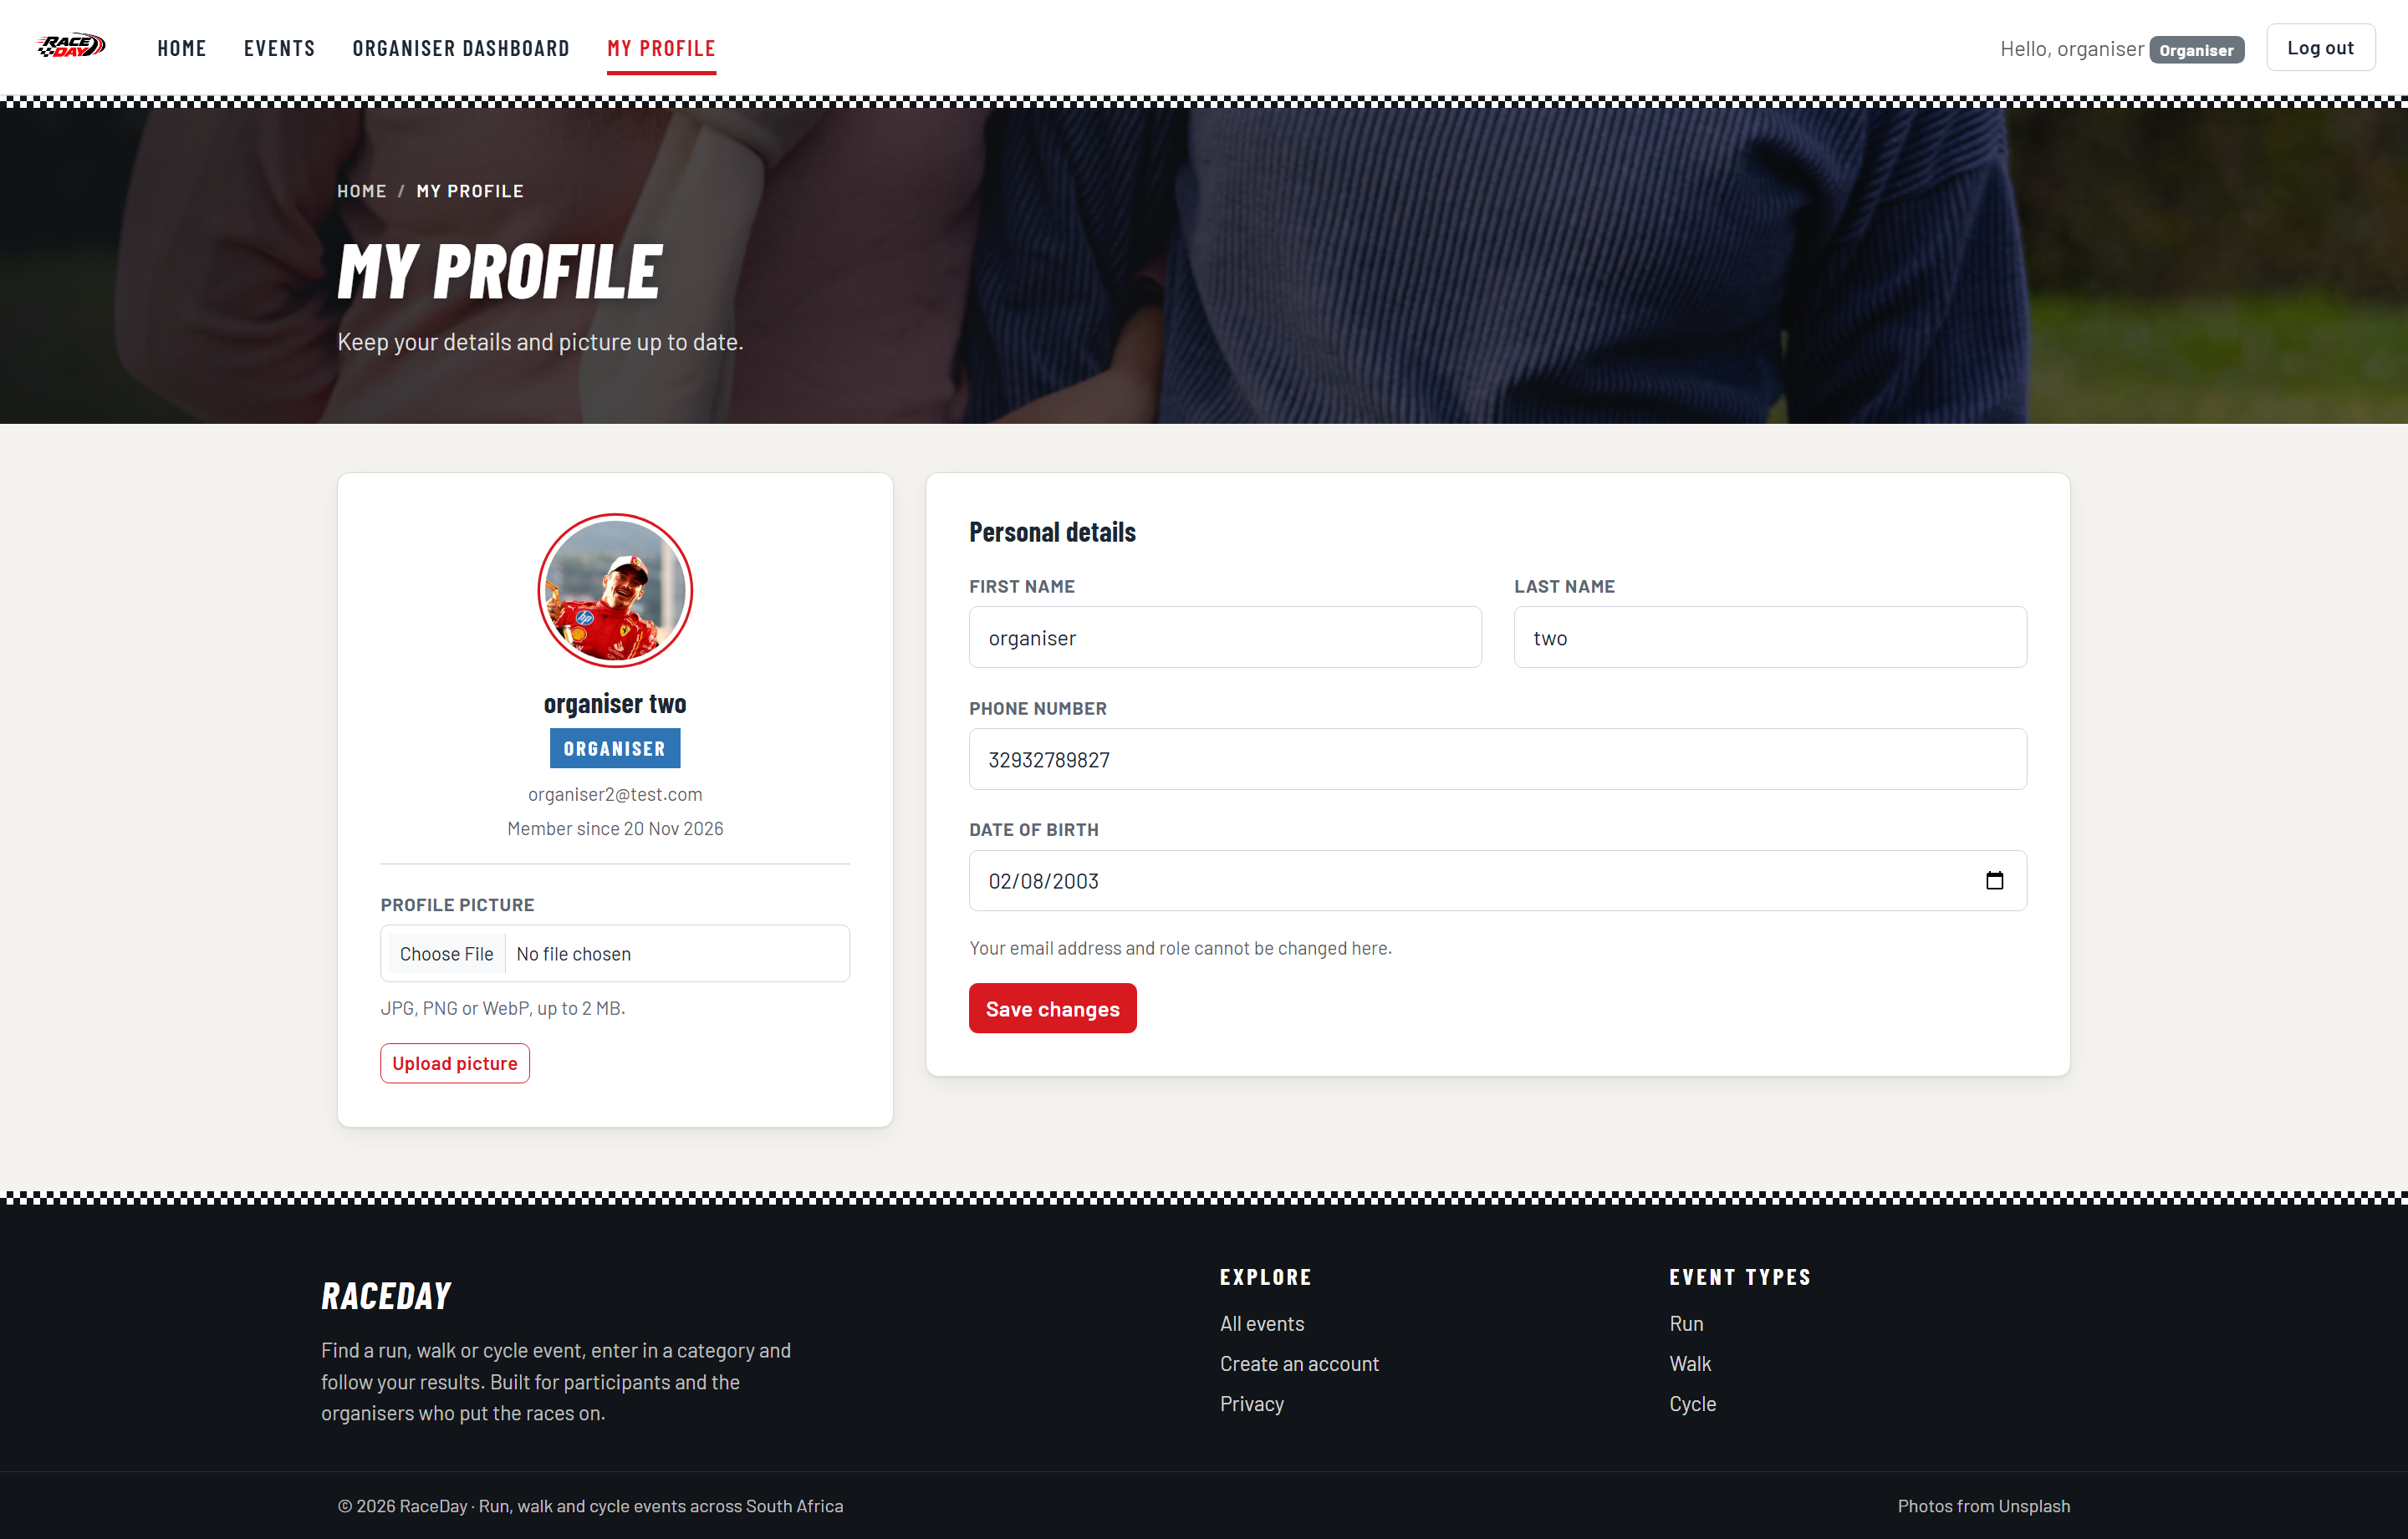 RACE DAY
HOME
EVENTS
ORGANISER DASHBOARD
MY PROFILE
Hello, organiser Organiser
Log out
HOME / MY PROFILE
MY PROFILE
Keep your details and picture up to date.
hp
organiser two
ORGANISER
organiser2@test.com
Member since 20 Nov 2026
PROFILE PICTURE
Choose File No file chosen
JPG, PNG or WebP, up to 2 MB.
Upload picture
Personal details
FIRST NAME
organiser
LAST NAME
two
PHONE NUMBER
32932789827
DATE OF BIRTH
02/08/2003
Your email address and role cannot be changed here.
Save changes
RACEDAY
Find a run, walk or cycle event, enter in a category and
follow your results. Built for participants and the
organisers who put the races on.
EXPLORE
All events
Create an account
Privacy
EVENT TYPES
Run
Walk
Cycle
© 2026 RaceDay · Run, walk and cycle events across South Africa
Photos from Unsplash